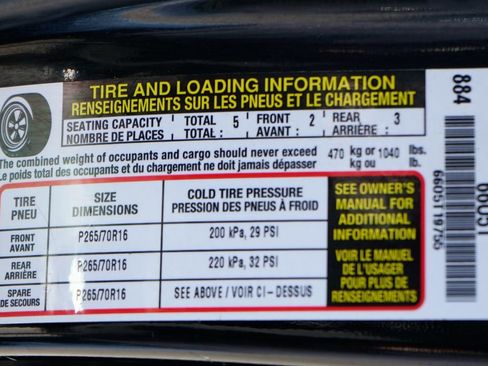 TIRE AND LOADING INFORMATION
RENSEIGNEMENTS SUR LES PNEUS ET LE CHARGEMENT
SEATING CAPACITY TOTAL 5 FRONT 2 REAR 3
NOMBRE DE PLACES TOTAL : AVANT : ARRIÈRE :
The combined weight of occupants and cargo should never exceed 470 kg or 1040 lbs.
Le poids total des occupants et du chargement ne doit jamais dépasser kg ou lb.
TIRE SIZE COLD TIRE PRESSURE
PNEU DIMENSIONS PRESSION DES PNEUS À FROID
FRONT P265/70R16 200 kPa, 29 PSI
AVANT
REAR P265/70R16 220 kPa, 32 PSI
ARRIÈRE
SPARE P265/70R16 SEE ABOVE / VOIR CI-DESSUS
DE SECOURS
SEE OWNER'S
MANUAL FOR
ADDITIONAL
INFORMATION
VOIR LE MANUEL
DE L'USAGER
POUR PLUS DE
RENSEIGNEMENTS
884
6605119756